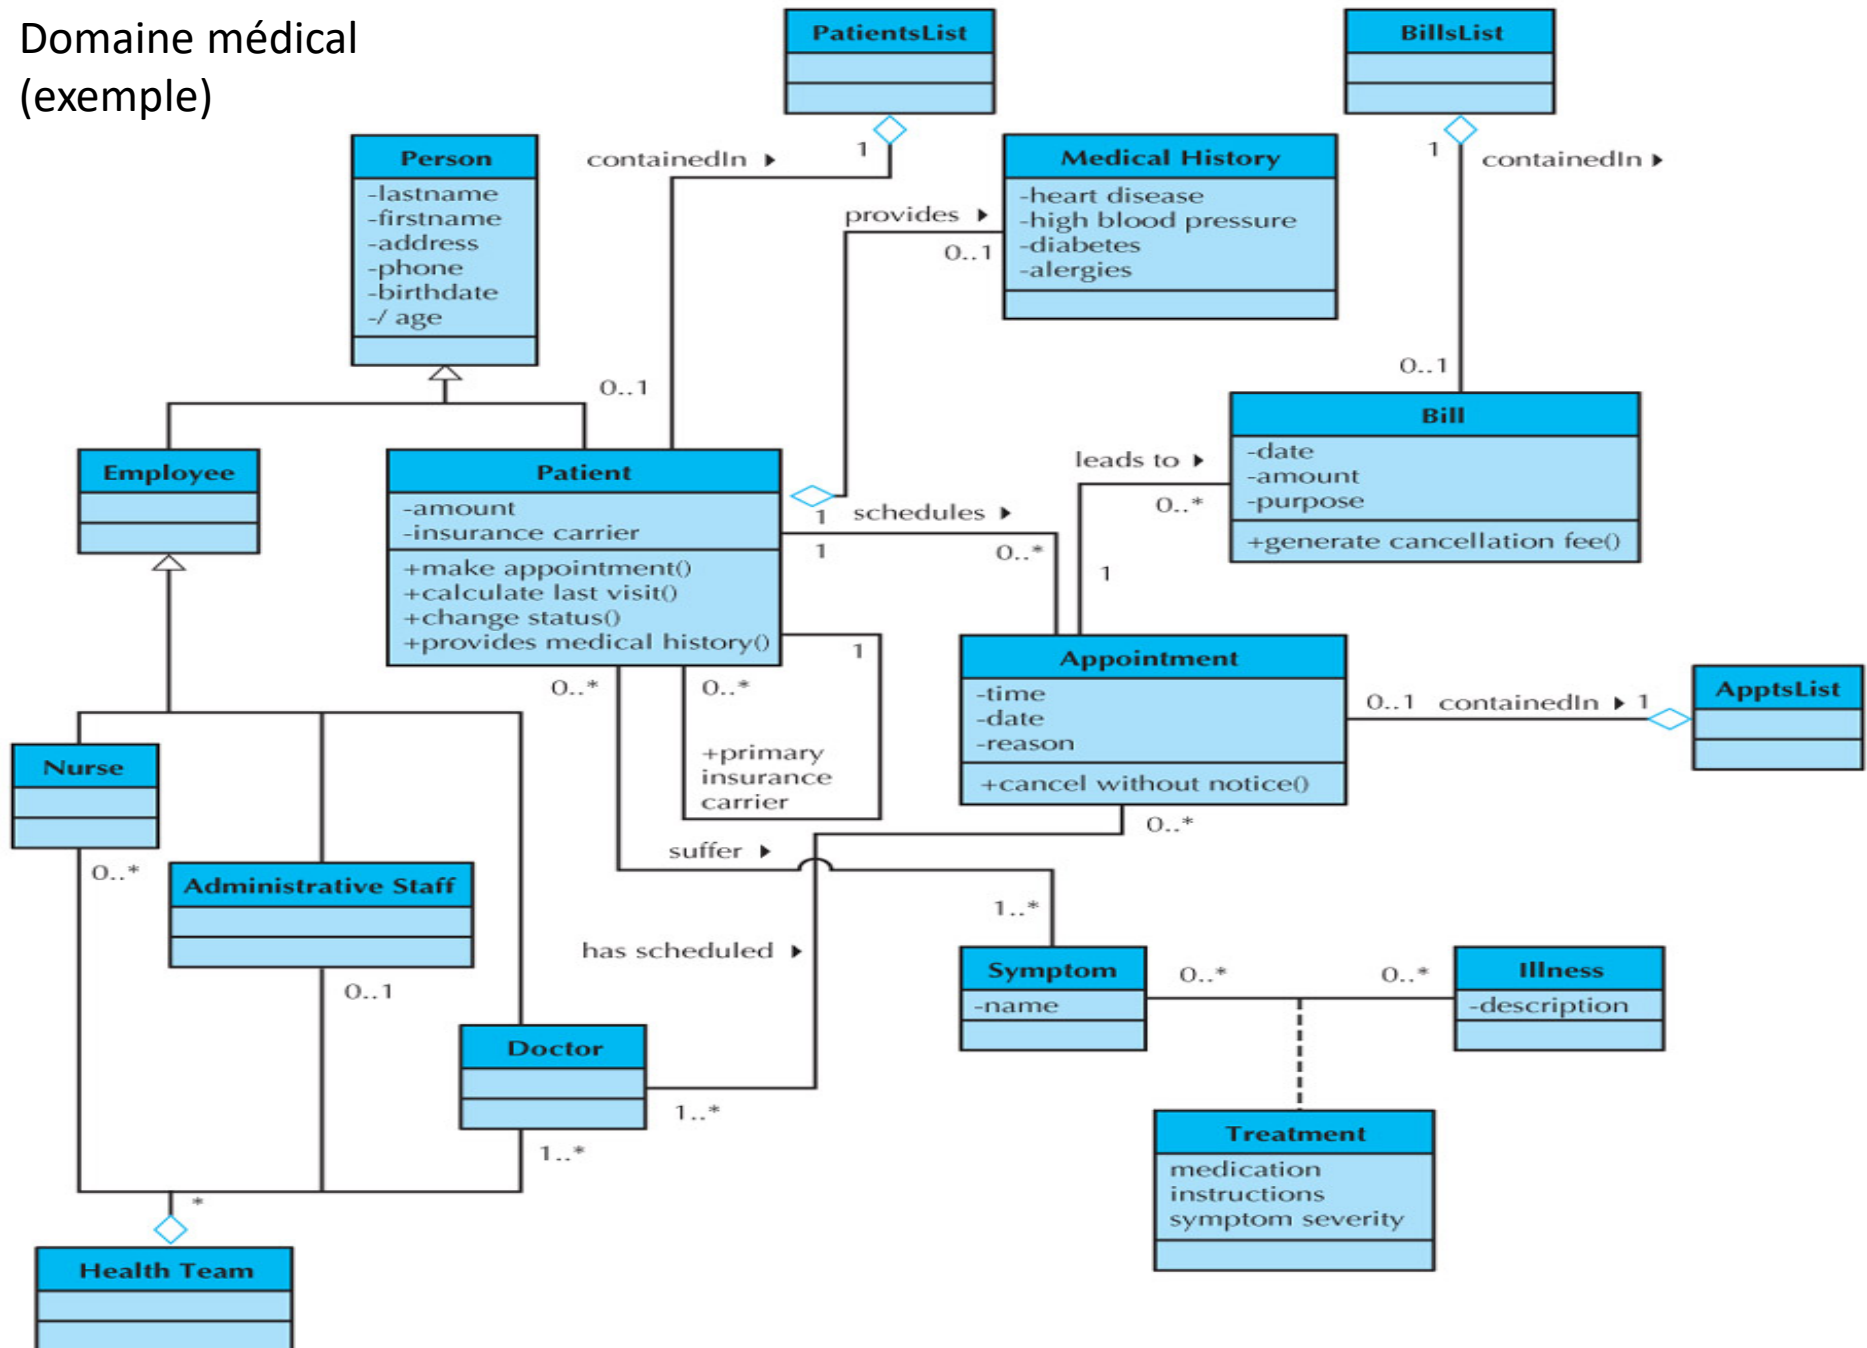 Domaine médical
(exemple)
PatientsList
BillsList
Person
-lastname
-firstname
-address
-phone
-birthdate
-/ age
containedIn ▶
1
Medical History
-heart disease
-high blood pressure
-diabetes
-alergies
provides ▶
0..1
1
containedIn ▶
0..1
0..1
Bill
-date
-amount
-purpose
+generate cancellation fee()
Employee
Patient
-amount
-insurance carrier
+make appointment()
+calculate last visit()
+change status()
+provides medical history()
1
schedules ▶
1
0..*
leads to ▶
0..*
1
1
0..*
0..*
+primary
insurance
carrier
Appointment
-time
-date
-reason
+cancel without notice()
0..1
containedIn ▶
1
ApptsList
Nurse
0..*
Administrative Staff
0..1
suffer ▶
0..*
1..*
has scheduled ▶
Symptom
-name
0..*
0..*
Illness
-description
Doctor
1..*
1..*
Treatment
medication
instructions
symptom severity
*
Health Team